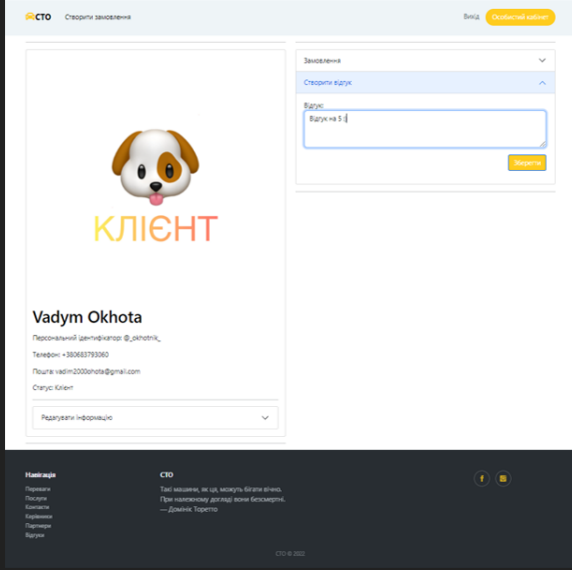 СТО
Створити замовлення
Вихід
Особистий кабінет
КЛІЄНТ
Vadym Okhota
Персональний ідентифікатор: @_okhotnik_
Телефон: +380683793060
Пошта: vadim2000ohota@gmail.com
Статус: Клієнт
Редагувати інформацію
Замовлення
Створити відгук
Відгук:
Відгук на 5 :)
Зберегти
Навігація
Переваги
Послуги
Контакти
Керівники
Партнери
Відгуки
СТО
Такі машини, як ця, можуть бігати вічно.
При належному догляді вони безсмертні.
— Домінік Торетто
СТО © 2022